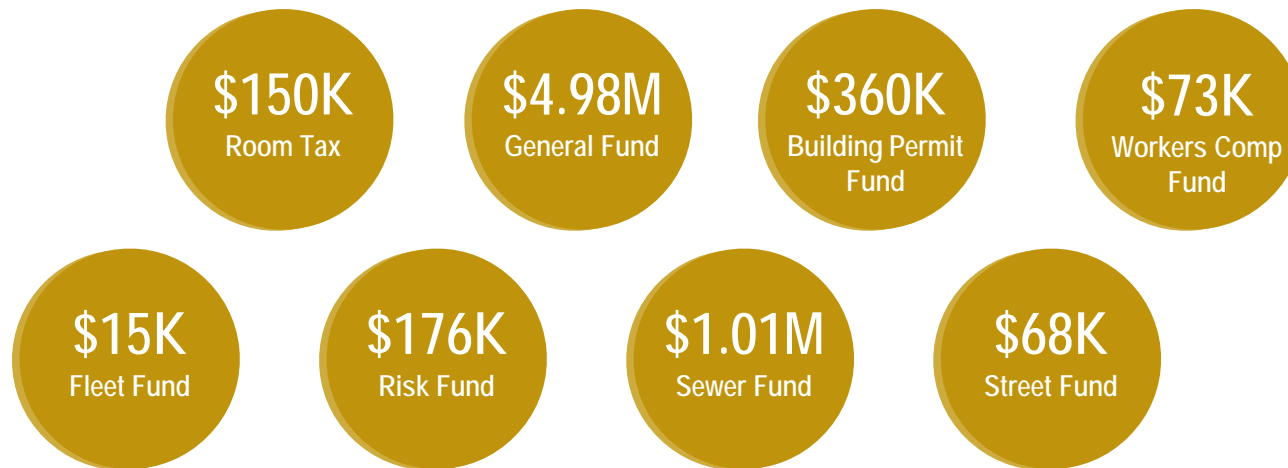 $150K
Room Tax
$4.98M
General Fund
$360K
Building Permit
Fund
$73K
Workers Comp
Fund
$15K
Fleet Fund
$176K
Risk Fund
$1.01M
Sewer Fund
$68K
Street Fund